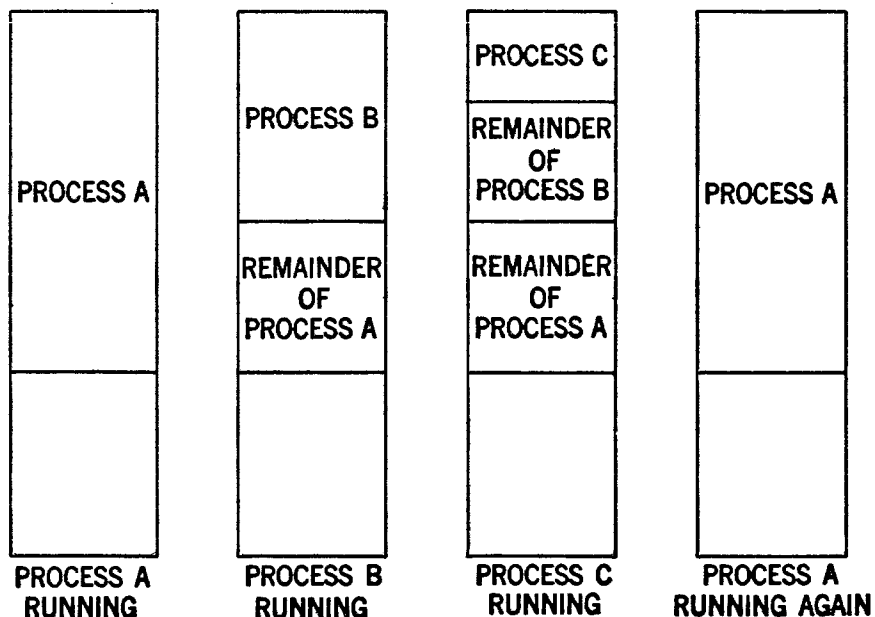 PROCESS A
PROCESS A
RUNNING
PROCESS B
REMAINDER
OF
PROCESS A
PROCESS B
RUNNING
PROCESS C
REMAINDER
OF
PROCESS B
REMAINDER
OF
PROCESS A
PROCESS C
RUNNING
PROCESS A
PROCESS A
RUNNING AGAIN